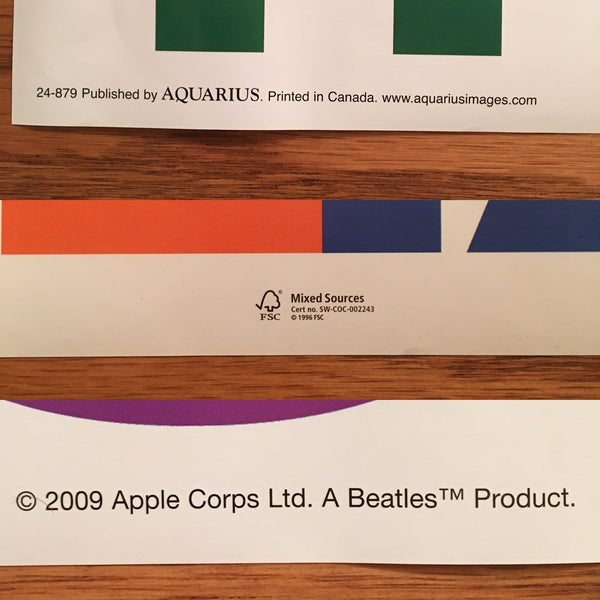 24-879 Published by AQUARIUS. Printed in Canada. www.aquariusimages.com
FSC
®
Mixed Sources
Cert no. SW-COC-002243
© 1996 FSC
© 2009 Apple Corps Ltd. A Beatles™ Product.